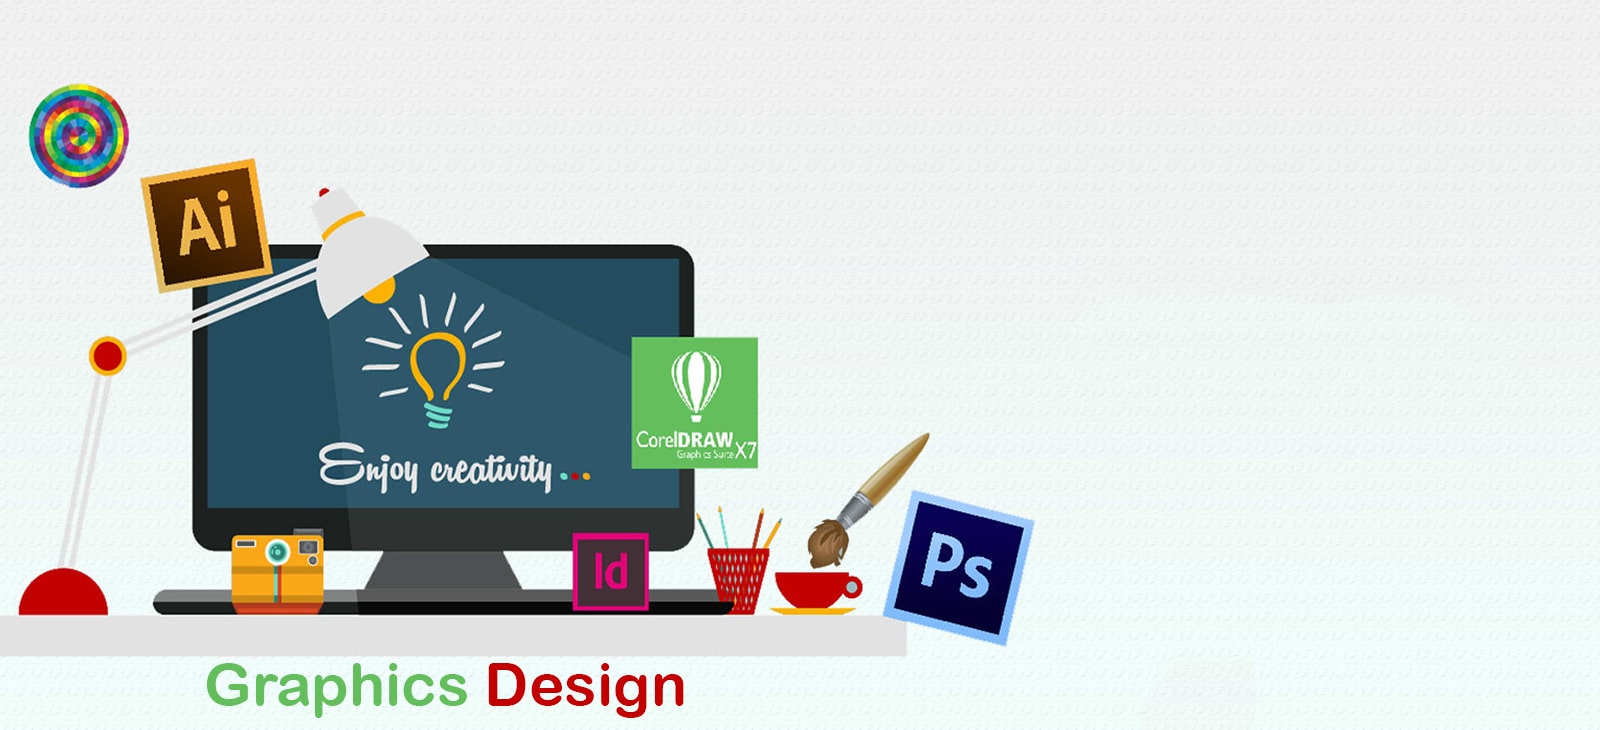 Ai
Enjoy creativity...
CorelDRAW
Graphics Suite X7
Id
Ps
Graphics Design